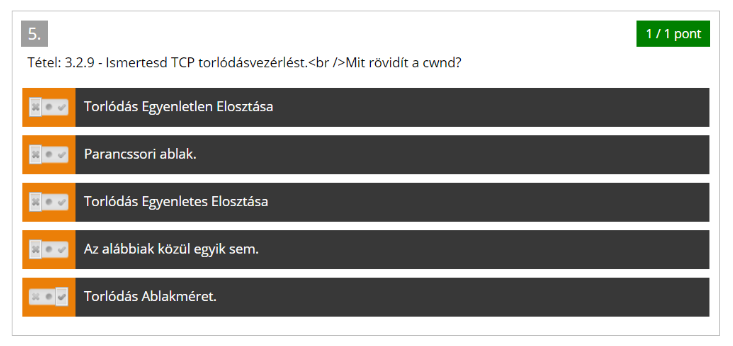 5.
1 / 1 pont
Tétel: 3.2.9 - Ismertesd TCP torlódásvezérlést.<br />Mit rövidít a cwnd?
Torlódás Egyenletlen Elosztása
Parancssori ablak.
Torlódás Egyenletes Elosztása
Az alábbiak közül egyik sem.
Torlódás Ablakméret.